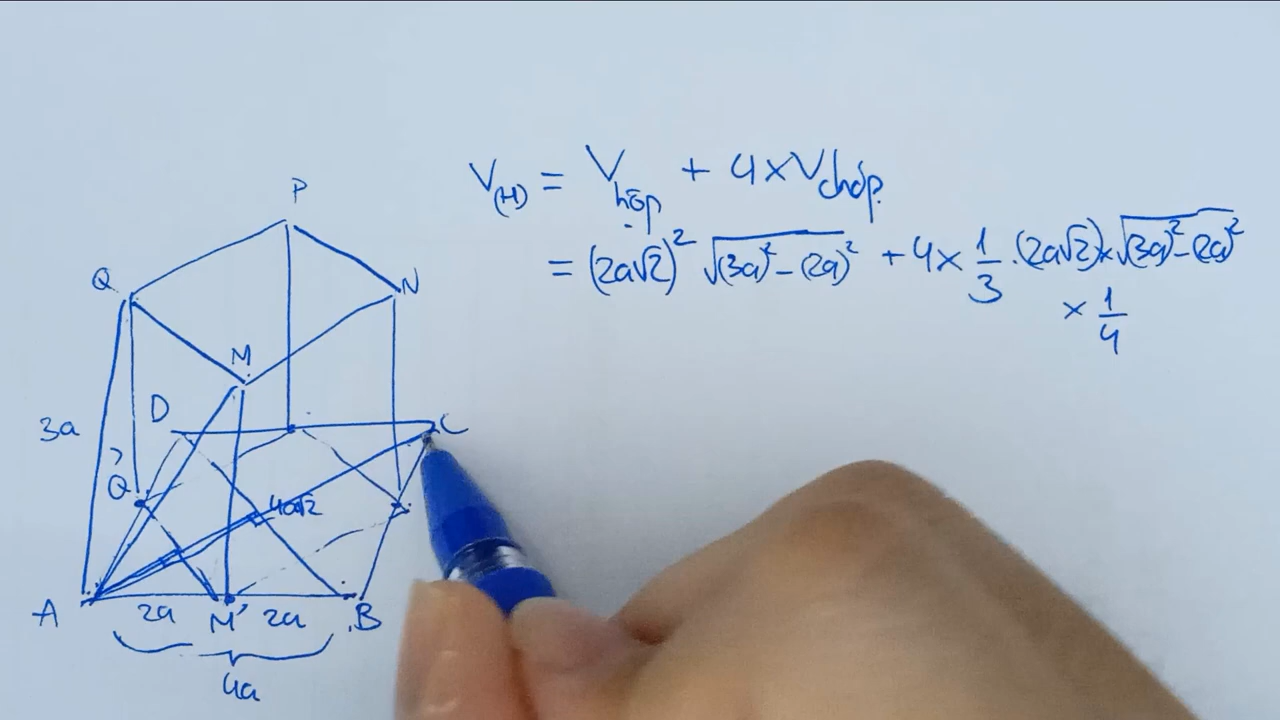 V(H) = Vhộp + 4 x Vchóp
= (2a√2)² √(3a)² - (2a)² + 4 x 1/3 . (2a√2) x √(3a)² - (2a)²
x 1/4
P
Q
N
M
D
3a
C
Q'
4a√2
A
2a
M'
2a
B
4a